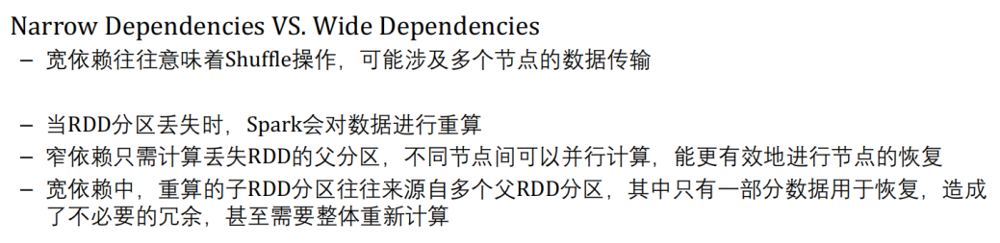 Narrow Dependencies VS. Wide Dependencies
– 宽依赖往往意味着Shuffle操作，可能涉及多个节点的数据传输
– 当RDD分区丢失时，Spark会对数据进行重算
– 窄依赖只需计算丢失RDD的父分区，不同节点间可以并行计算，能更有效地进行节点的恢复
– 宽依赖中，重算的子RDD分区往往来源自多个父RDD分区，其中只有一部分数据用于恢复，造成
了不必要的冗余，甚至需要整体重新计算